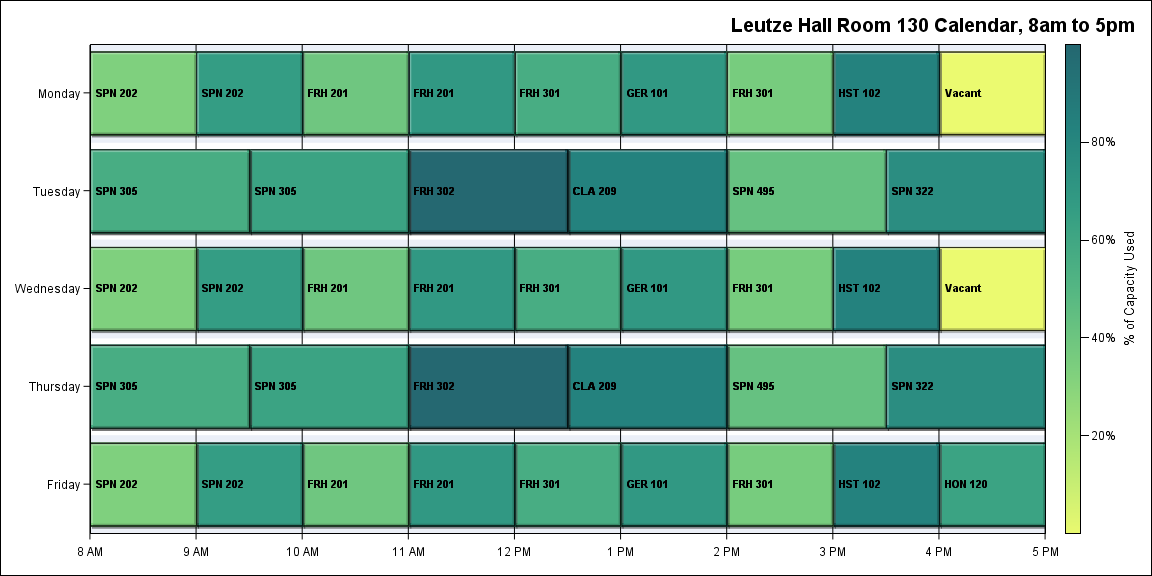 Leutze Hall Room 130 Calendar, 8am to 5pm
Monday
SPN 202 SPN 202 FRH 201 FRH 201 FRH 301 GER 101 FRH 301 HST 102 Vacant
Tuesday
SPN 305 SPN 305 FRH 302 CLA 209 SPN 495 SPN 322
Wednesday
SPN 202 SPN 202 FRH 201 FRH 201 FRH 301 GER 101 FRH 301 HST 102 Vacant
Thursday
SPN 305 SPN 305 FRH 302 CLA 209 SPN 495 SPN 322
Friday
SPN 202 SPN 202 FRH 201 FRH 201 FRH 301 GER 101 FRH 301 HST 102 HON 120
8 AM 9 AM 10 AM 11 AM 12 PM 1 PM 2 PM 3 PM 4 PM 5 PM
80%
60%
40%
20%
% of Capacity Used